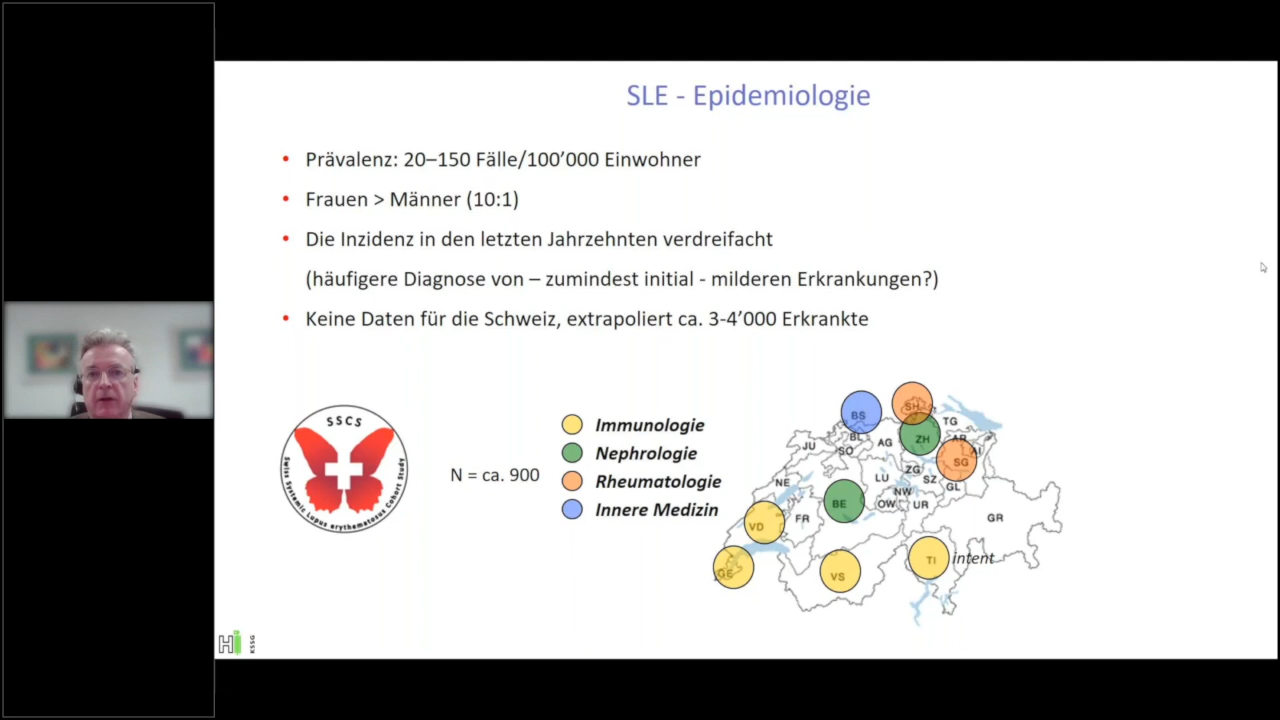 SLE - Epidemiologie
• Prävalenz: 20–150 Fälle/100’000 Einwohner
• Frauen > Männer (10:1)
• Die Inzidenz in den letzten Jahrzehnten verdreifacht
(häufigere Diagnose von – zumindest initial - milderen Erkrankungen?)
• Keine Daten für die Schweiz, extrapoliert ca. 3-4’000 Erkrankte
SSCS
Swiss Systemic Lupus erythematosus Cohort Study
N = ca. 900
Immunologie
Nephrologie
Rheumatologie
Innere Medizin
SH
BS
TG
BL
ZH
AR
JU
AG
AI
SO
SG
ZG
LU
SZ
NE
GL
NW
BE
OW
UR
FR
GR
VD
TI
intent
GE
VS
Hi
KSSG